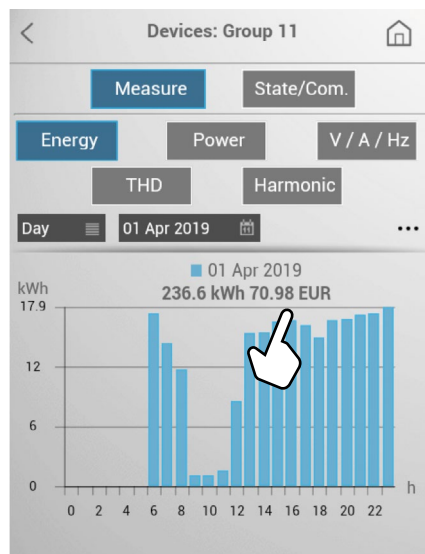 Devices: Group 11
Measure State/Com.
Energy Power V / A / Hz
THD Harmonic
Day 01 Apr 2019 •••
01 Apr 2019
kWh 236.6 kWh 70.98 EUR
17.9
12
6
0
h
0 2 4 6 8 10 12 14 16 18 20 22